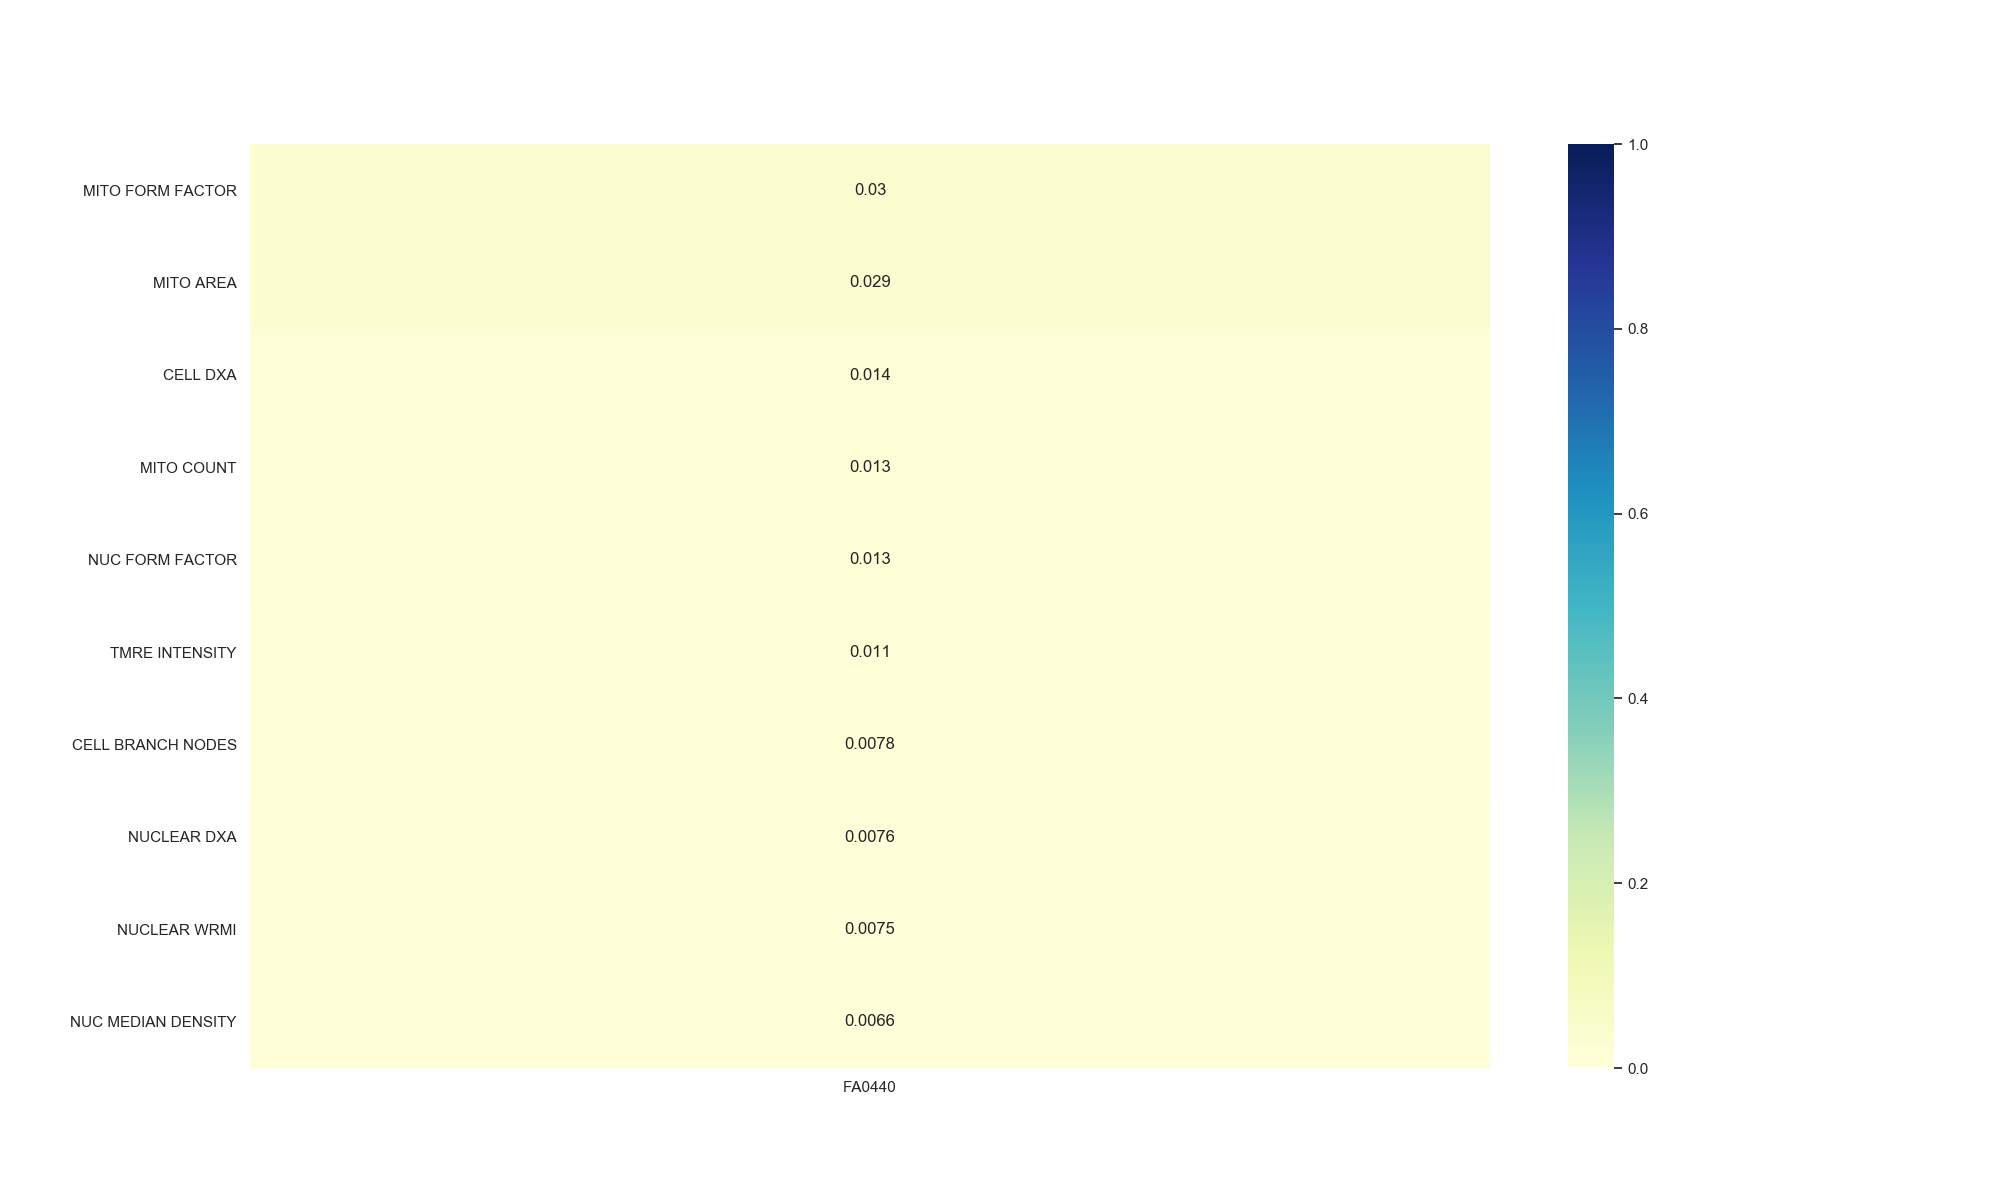 MITO FORM FACTOR 0.03
MITO AREA 0.029
CELL DXA 0.014
MITO COUNT 0.013
NUC FORM FACTOR 0.013
TMRE INTENSITY 0.011
CELL BRANCH NODES 0.0078
NUCLEAR DXA 0.0076
NUCLEAR WRMI 0.0075
NUC MEDIAN DENSITY 0.0066
FA0440
1.0
0.8
0.6
0.4
0.2
0.0